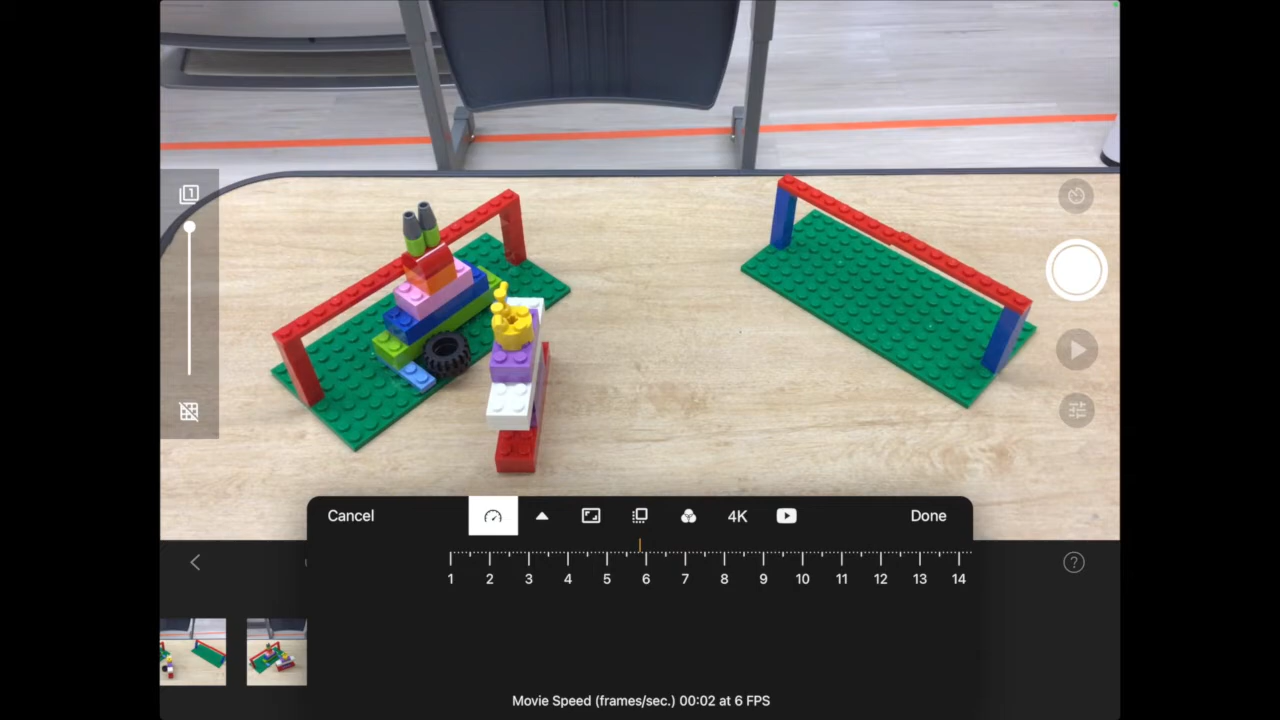 1
Cancel
4K
Done
1 2 3 4 5 6 7 8 9 10 11 12 13 14
?
Movie Speed (frames/sec.) 00:02 at 6 FPS